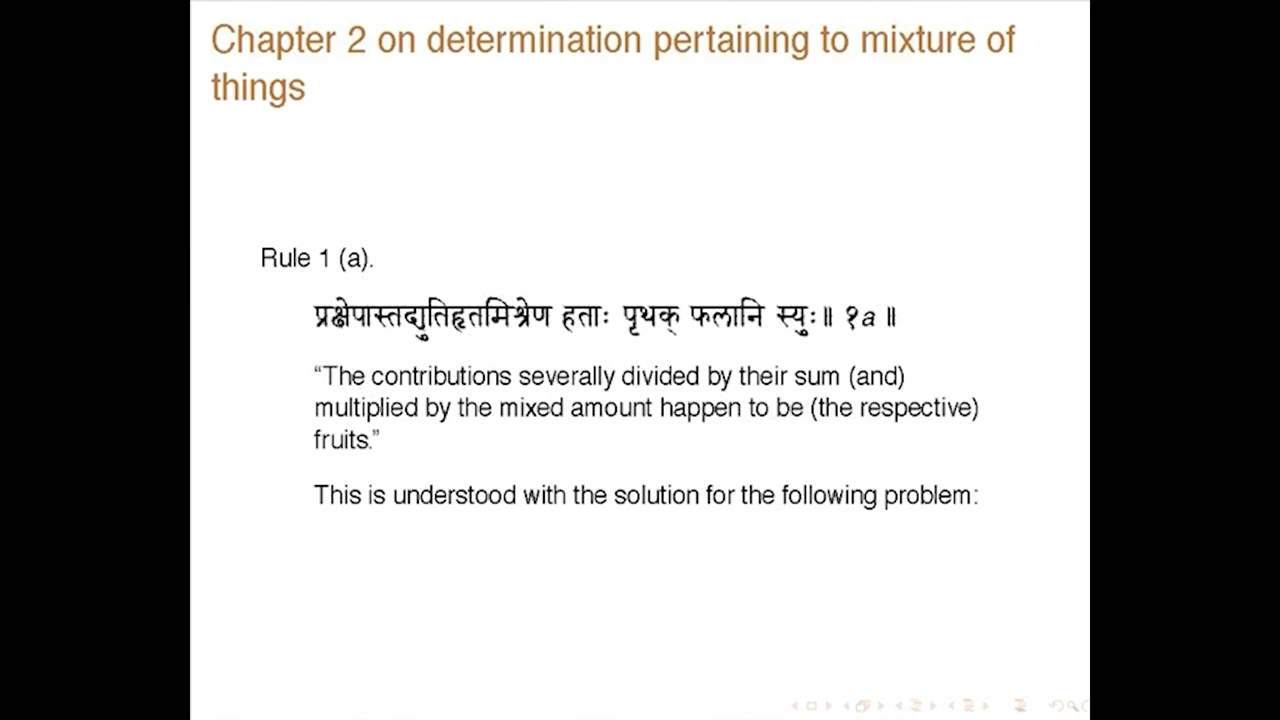 Chapter 2 on determination pertaining to mixture of
things
Rule 1 (a).
प्रक्षेपास्तद्युतिहृतमिश्रेण हताः पृथक् फलानि स्युः॥ १a॥
“The contributions severally divided by their sum (and)
multiplied by the mixed amount happen to be (the respective)
fruits.”
This is understood with the solution for the following problem: